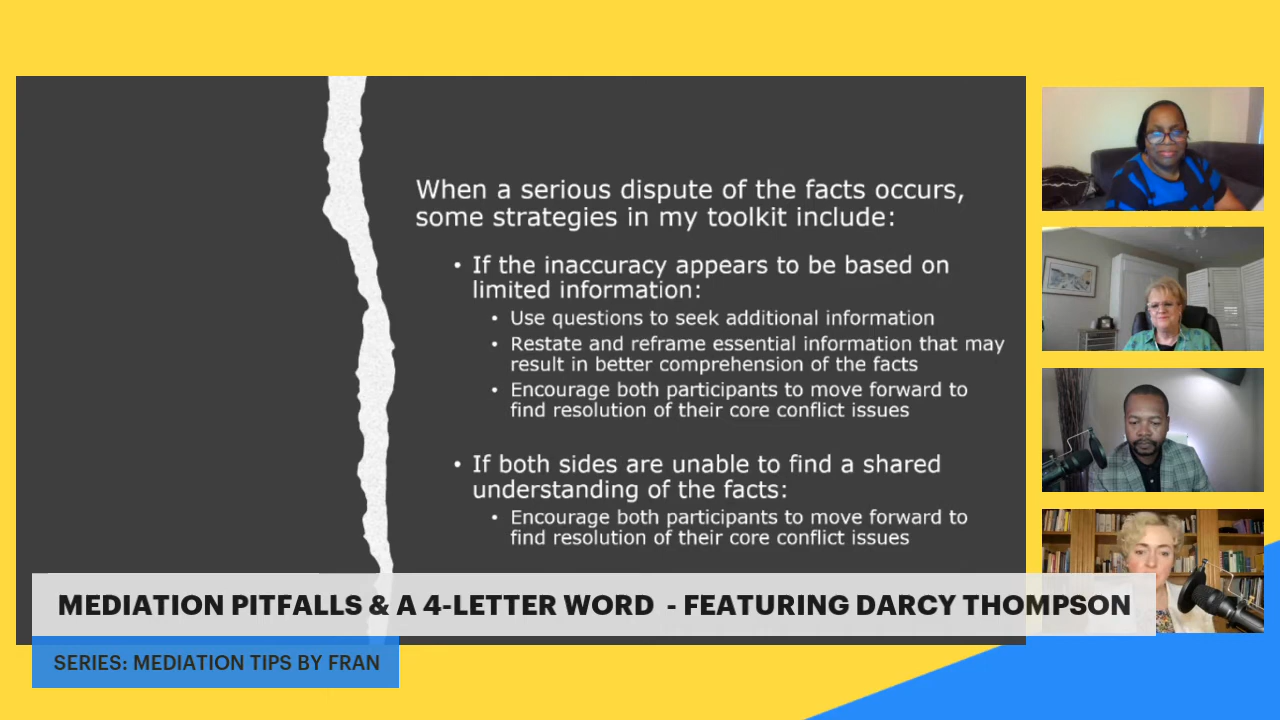 When a serious dispute of the facts occurs,
some strategies in my toolkit include:
• If the inaccuracy appears to be based on
limited information:
• Use questions to seek additional information
• Restate and reframe essential information that may
result in better comprehension of the facts
• Encourage both participants to move forward to
find resolution of their core conflict issues
• If both sides are unable to find a shared
understanding of the facts:
• Encourage both participants to move forward to
find resolution of their core conflict issues
MEDIATION PITFALLS & A 4-LETTER WORD - FEATURING DARCY THOMPSON
SERIES: MEDIATION TIPS BY FRAN